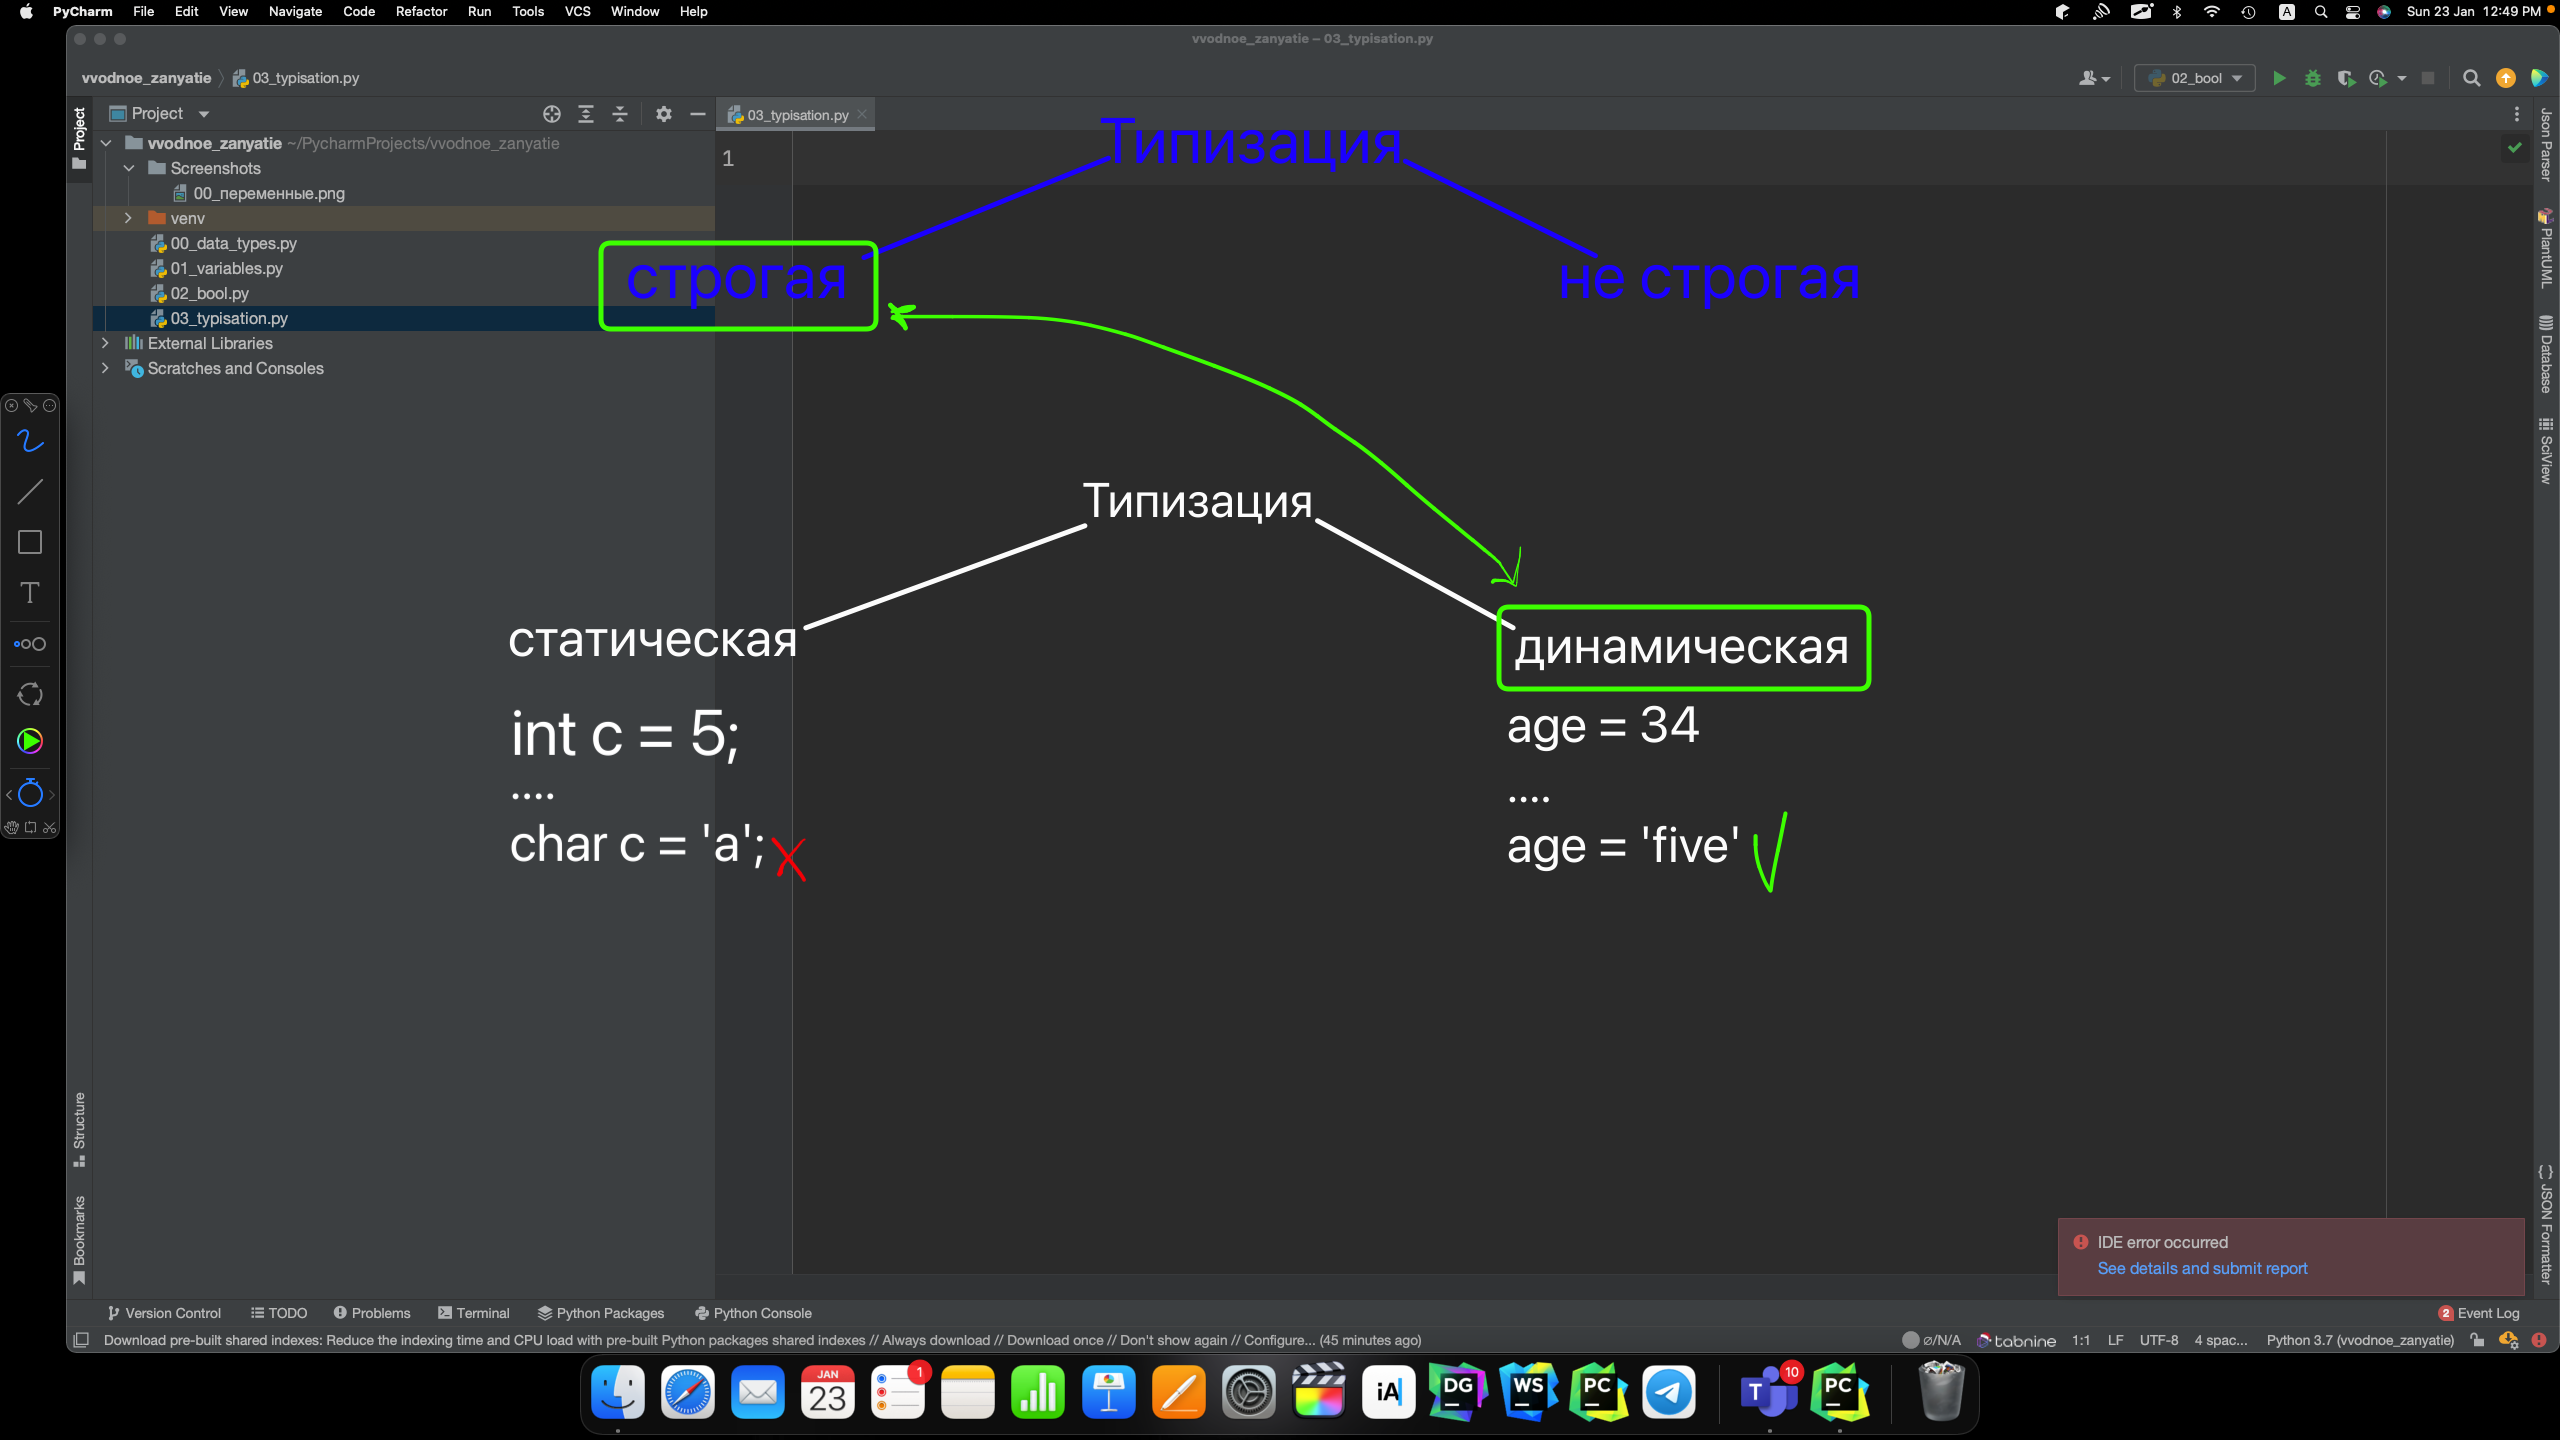 PyCharm File Edit View Navigate Code Refactor Run Tools VCS Window Help
A Sun 23 Jan 12:49 PM
vvodnoe_zanyatie – 03_typisation.py
vvodnoe_zanyatie 03_typisation.py
02_bool
Project
Project
03_typisation.py
vvodnoe_zanyatie ~/PycharmProjects/vvodnoe_zanyatie
Screenshots
00_переменные.png
venv
00_data_types.py
01_variables.py
02_bool.py
03_typisation.py
External Libraries
Scratches and Consoles
1
Типизация
строгая
не строгая
Типизация
статическая
динамическая
int c = 5;
....
char c = 'a';
age = 34
....
age = 'five'
T
Json Parser
PlantUML
Database
SciView
JSON Formatter
Structure
Bookmarks
IDE error occurred
See details and submit report
Version Control TODO Problems Terminal Python Packages Python Console
2 Event Log
Download pre-built shared indexes: Reduce the indexing time and CPU load with pre-built Python packages shared indexes // Always download // Download once // Don't show again // Configure... (45 minutes ago)
⌀/N/A tabnine 1:1 LF UTF-8 4 spac... Python 3.7 (vvodnoe_zanyatie)
JAN
23
1
iA
DG
WS
PC
T
10
PC